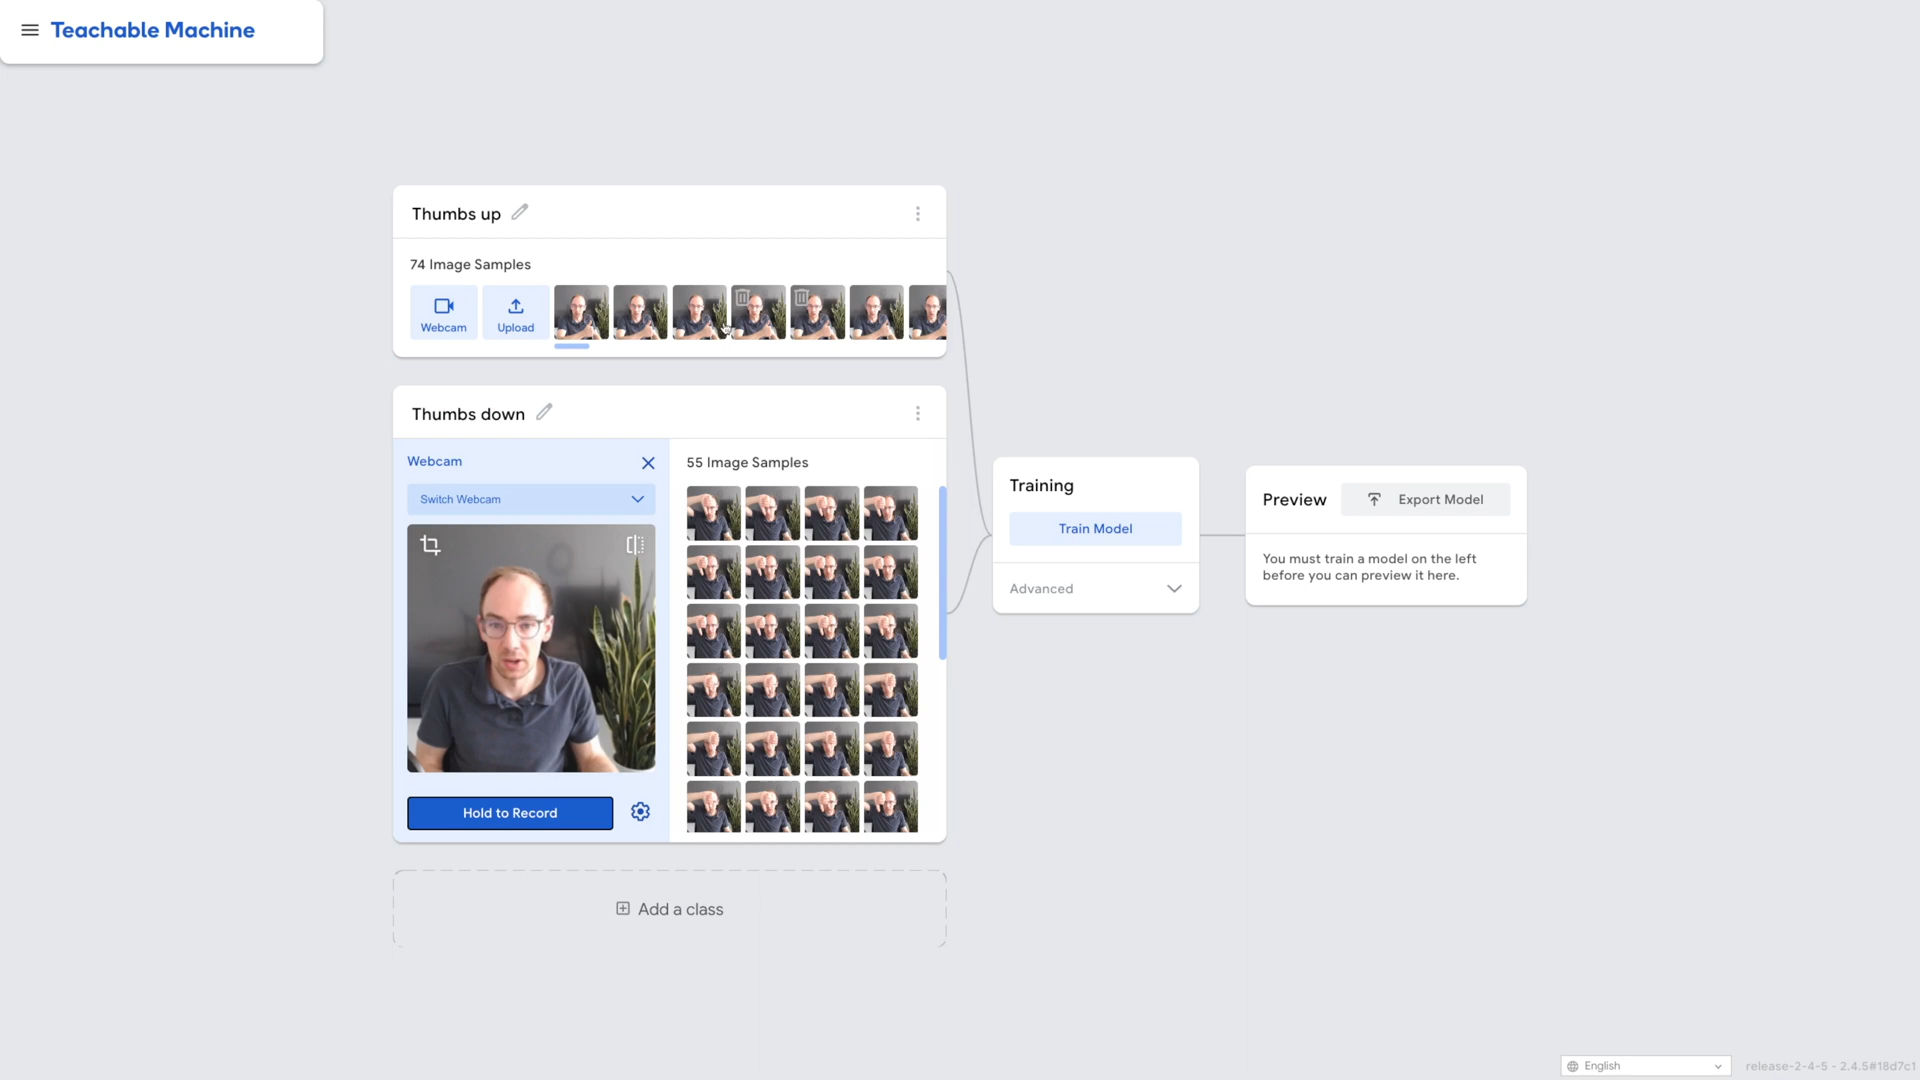 Teachable Machine
Thumbs up
74 Image Samples
Webcam
Upload
Thumbs down
Webcam
Switch Webcam
Hold to Record
55 Image Samples
Add a class
Training
Train Model
Advanced
Preview
Export Model
You must train a model on the left
before you can preview it here.
English
release-2-4-5 - 2.4.5#18d7c1